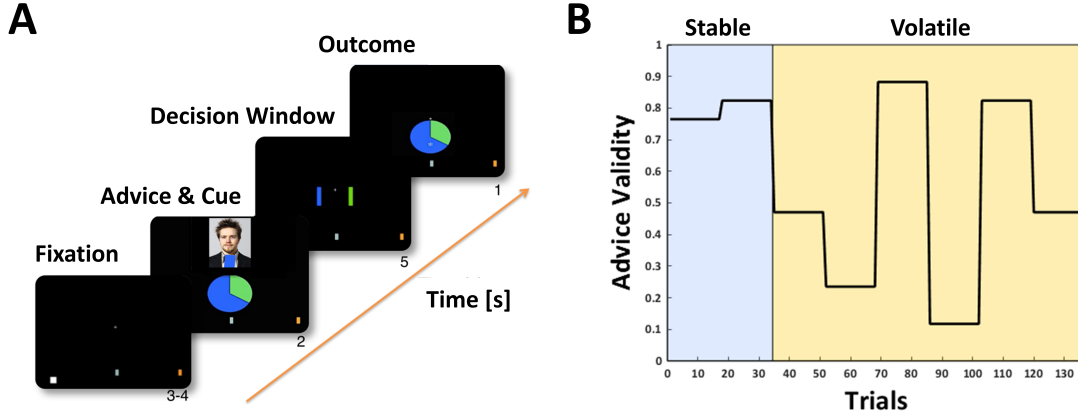 A
Outcome
Decision Window
Advice & Cue
Fixation
1
5
2
3-4
Time [s]
B
Stable
Volatile
Advice Validity
1
0.9
0.8
0.7
0.6
0.5
0.4
0.3
0.2
0.1
0
0 10 20 30 40 50 60 70 80 90 100 110 120 130
Trials